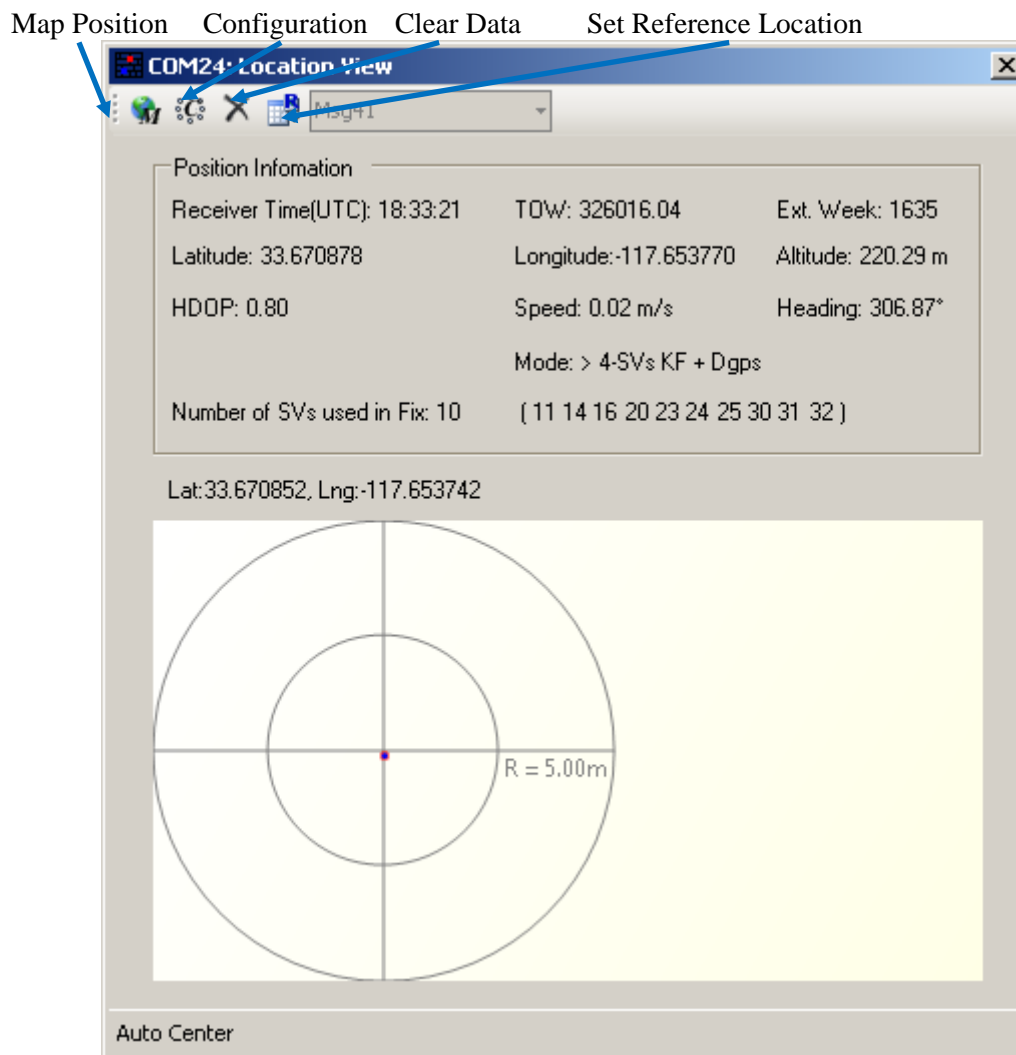 Map Position Configuration Clear Data Set Reference Location
COM24: Location View
Msg41
Position Infomation
Receiver Time(UTC): 18:33:21 TOW: 326016.04 Ext. Week: 1635
Latitude: 33.670878 Longitude:-117.653770 Altitude: 220.29 m
HDOP: 0.80 Speed: 0.02 m/s Heading: 306.87°
Mode: > 4-SVs KF + Dgps
Number of SVs used in Fix: 10 ( 11 14 16 20 23 24 25 30 31 32 )
Lat:33.670852, Lng:-117.653742
R = 5.00m
Auto Center